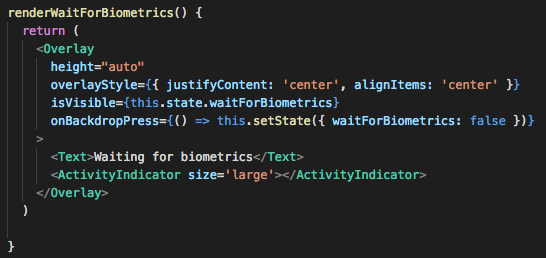 renderWaitForBiometrics() {
return (
<Overlay
height="auto"
overlayStyle={{ justifyContent: 'center', alignItems: 'center' }}
isVisible={this.state.waitForBiometrics}
onBackdropPress={() => this.setState({ waitForBiometrics: false })}
>
<Text>Waiting for biometrics</Text>
<ActivityIndicator size='large'></ActivityIndicator>
</Overlay>
)
}